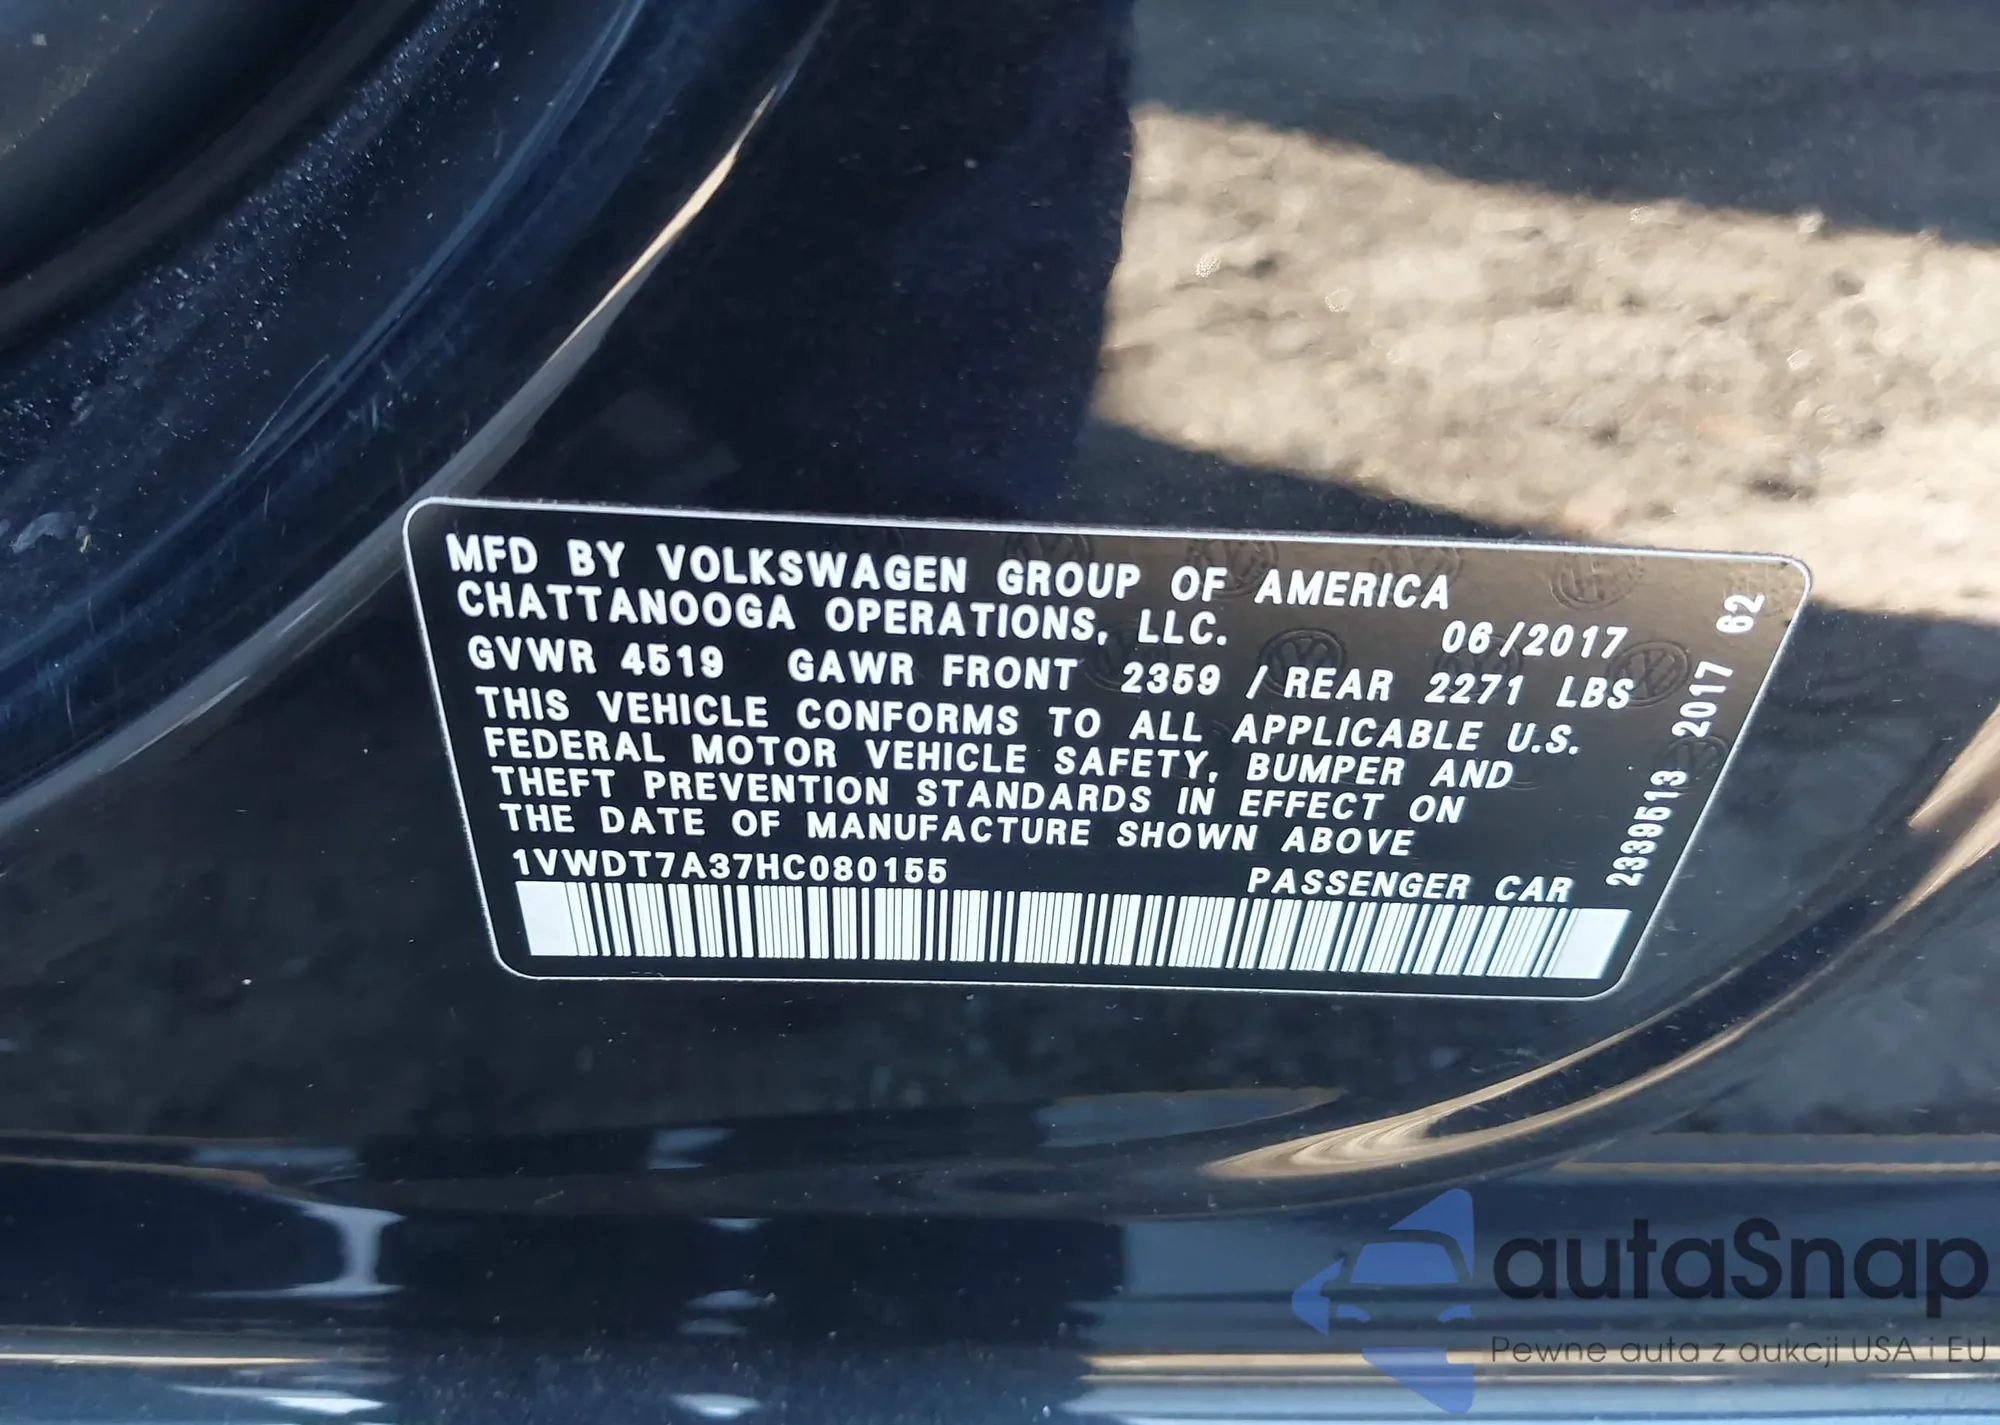 MFD BY VOLKSWAGEN GROUP OF AMERICA
CHATTANOOGA OPERATIONS, LLC.
06/2017
GVWR 4519 GAWR FRONT 2359 / REAR 2271 LBS
THIS VEHICLE CONFORMS TO ALL APPLICABLE U.S.
FEDERAL MOTOR VEHICLE SAFETY, BUMPER AND
THEFT PREVENTION STANDARDS IN EFFECT ON
THE DATE OF MANUFACTURE SHOWN ABOVE
1VWDT7A37HC080155
PASSENGER CAR
2339513 2017 62
autaSnap
Pewne auta z aukcji USA i EU